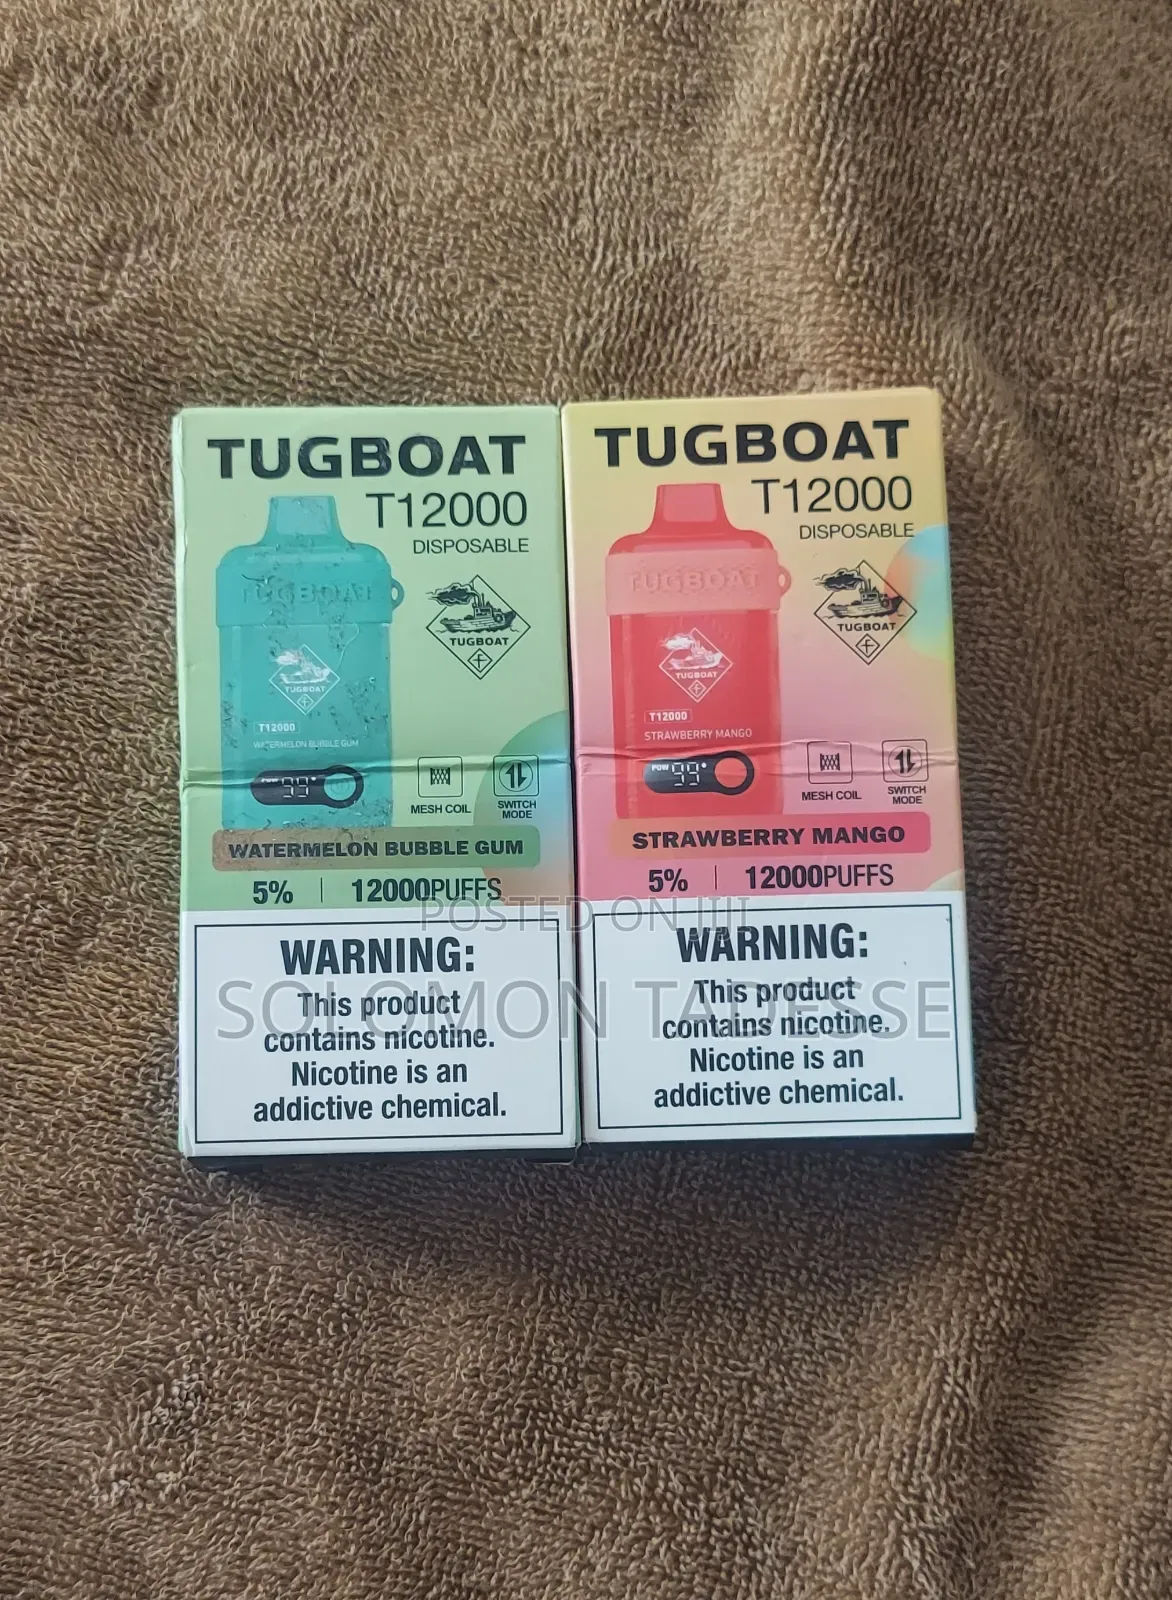 TUGBOAT
T12000
DISPOSABLE
TUGBOAT
TUGBOAT
f
TUGBOAT
T12000
WATERMELON BUBBLE GUM
POW 99
MESH COIL
SWITCH
MODE
WATERMELON BUBBLE GUM
5% | 12000PUFFS
WARNING:
This product
contains nicotine.
Nicotine is an
addictive chemical.
TUGBOAT
T12000
DISPOSABLE
TUGBOAT
TUGBOAT
f
TUGBOAT
T12000
STRAWBERRY MANGO
POW 99
MESH COIL
SWITCH
MODE
STRAWBERRY MANGO
5% | 12000PUFFS
WARNING:
This product
contains nicotine.
Nicotine is an
addictive chemical.
POSTED ON JIJI
SOLOMON TADESSE